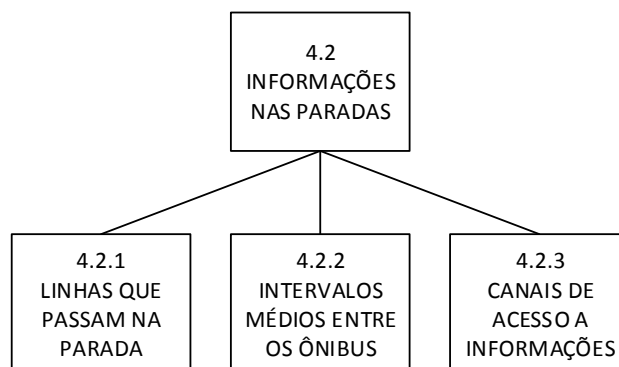 4.2
INFORMAÇÕES
NAS PARADAS
4.2.1
LINHAS QUE
PASSAM NA
PARADA
4.2.2
INTERVALOS
MÉDIOS ENTRE
OS ÔNIBUS
4.2.3
CANAIS DE
ACESSO A
INFORMAÇÕES